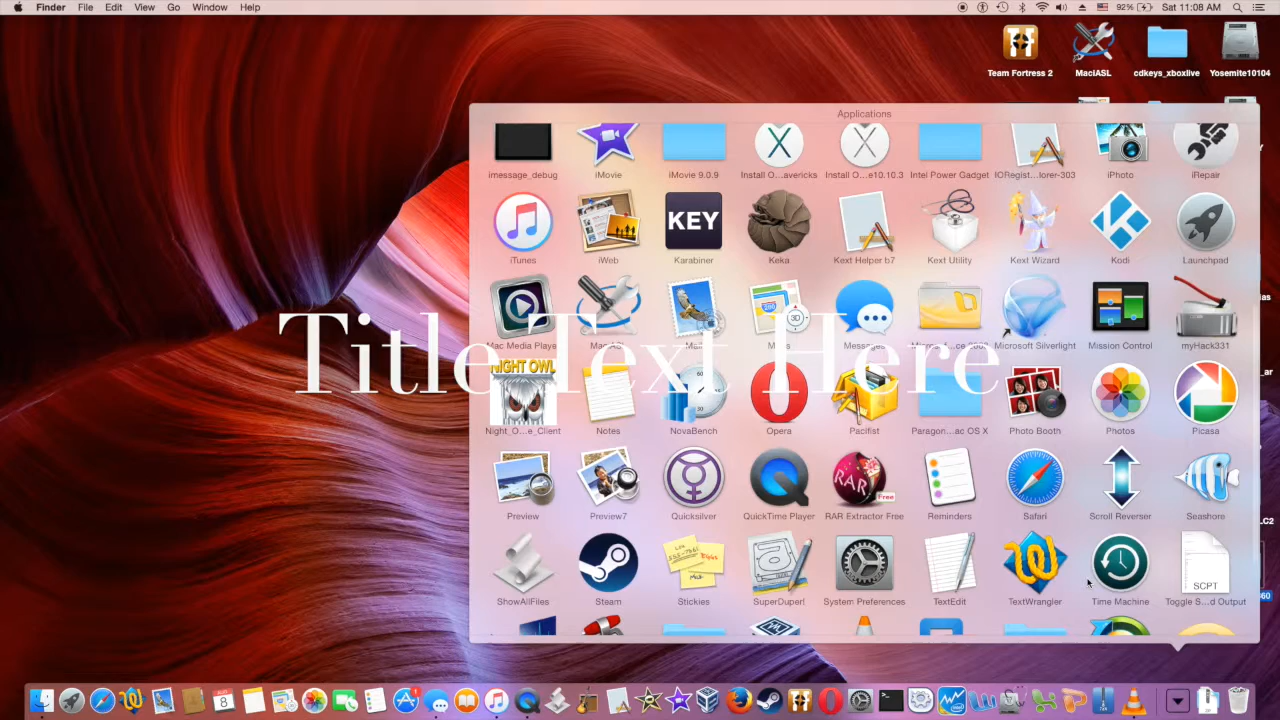 Finder File Edit View Go Window Help
92% Sat 11:08 AM
Team Fortress 2 MaciASL cdkeys_xboxlive Yosemite10104
Applications
imessage_debug iMovie iMovie 9.0.9 Install O...avericks Install O...e10.10.3 Intel Power Gadget IORegist...lorer-303 iPhoto iRepair
KEY
iTunes iWeb Karabiner Keka Kext Helper b7 Kext Utility Kext Wizard Kodi Launchpad
Mac Media Playe Microsoft Silverlight Mission Control myHack331
Title Text Here
NIGHT OWL
Night_O...e_Client Notes NovaBench Opera Pacifist Paragon...ac OS X Photo Booth Photos Picasa
RAR
Free
Preview Preview7 Quicksilver QuickTime Player RAR Extractor Free Reminders Safari Scroll Reverser Seashore
SCPT
ShowAllFiles Steam Stickies SuperDuper! System Preferences TextEdit TextWrangler Time Machine Toggle S...d Output
8